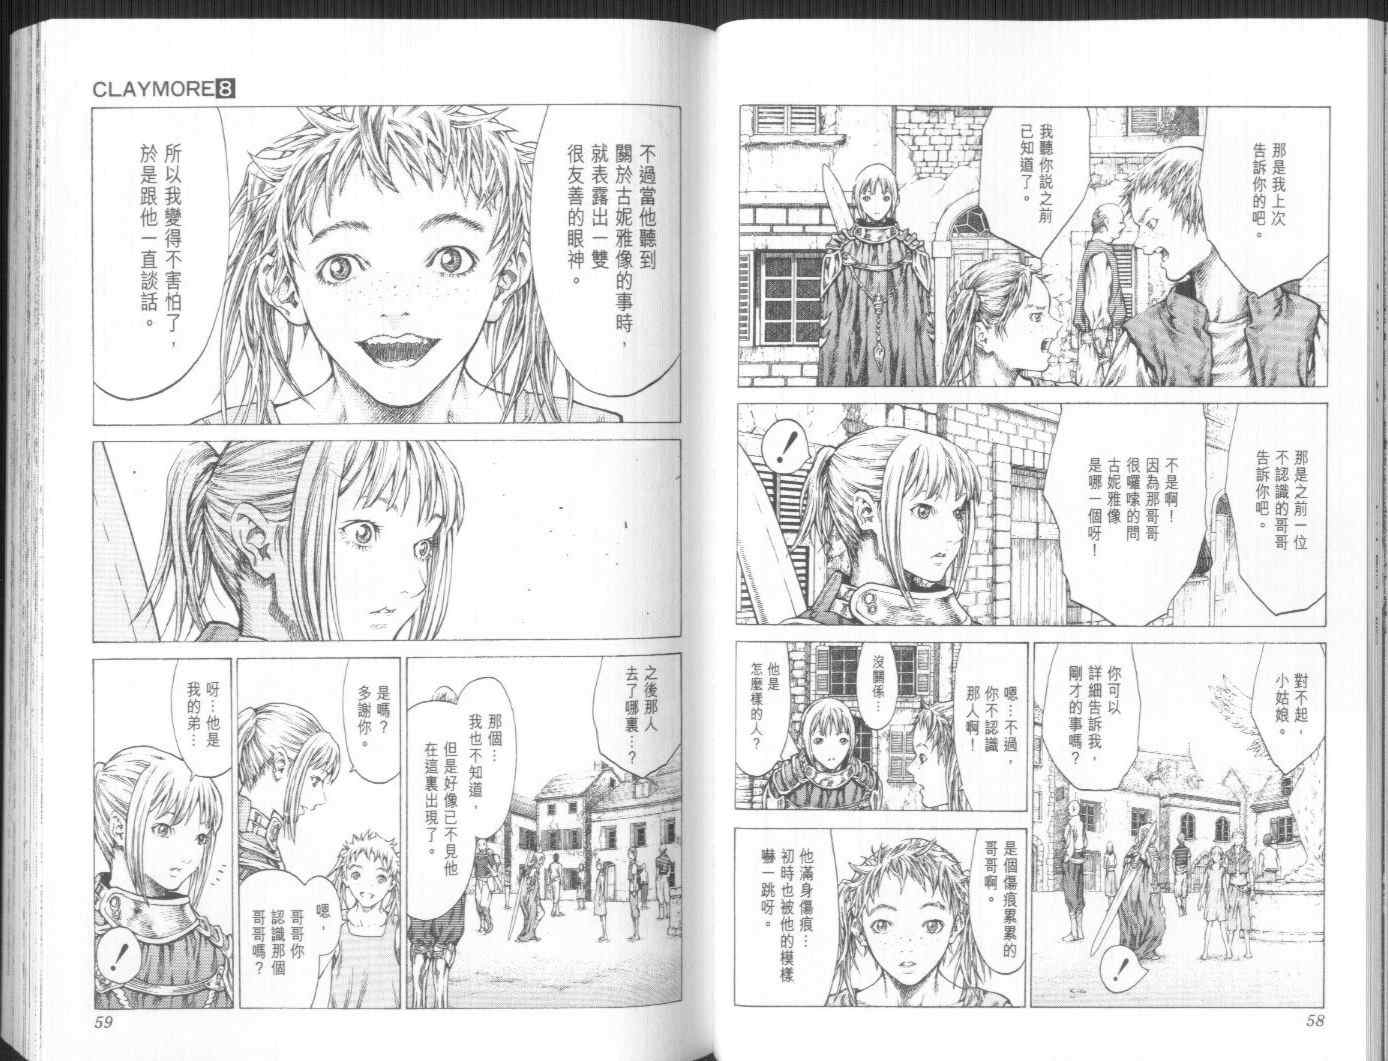 那是我上次
告訴你的吧。
我聽你説之前
已知道了。
那是之前一位
不認識的哥哥
告訴你吧。
不是啊！
因為那哥哥
很囉嗦的問
古妮雅像
是哪一個呀！
！
對不起，
小姑娘。
你可以
詳細告訴我，
剛才的事嗎？
！
嗯…不過，
你不認識
那人啊！
沒關係…
他是
怎麼樣的人？
是個傷痕累累的
哥哥啊。
他滿身傷痕…
初時也被他的模樣
嚇一跳呀。
58
CLAYMORE 8
不過當他聽到
關於古妮雅像的事時，
就表露出一雙
很友善的眼神。
所以我變得不害怕了，
於是跟他一直談話。
之後那人
去了哪裏…？
那個…
我也不知道，
但是好像已不見他
在這裏出現了。
是嗎？
多謝你。
嗯，
哥哥你
認識那個
哥哥嗎？
呀…他是
我的弟…
！
59